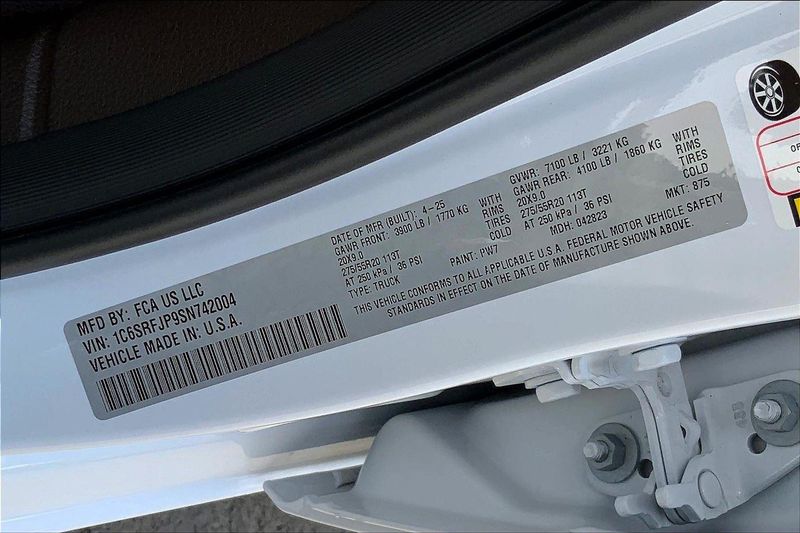 MFD BY: FCA US LLC
VIN: 1C6SRFJP9SN742004
VEHICLE MADE IN: U.S.A.
DATE OF MFR (BUILT): 4-25
GAWR FRONT: 3900 LB / 1770 KG WITH
20X9.0 RIMS
275/55R20 113T TIRES
AT 250 kPa / 36 PSI COLD
TYPE: TRUCK PAINT: PW7
GVWR: 7100 LB / 3221 KG
GAWR REAR: 4100 LB / 1860 KG WITH
20X9.0 RIMS
275/55R20 113T TIRES
AT 250 kPa / 36 PSI COLD
MDH: 042823 MKT: 875
THIS VEHICLE CONFORMS TO ALL APPLICABLE U.S.A. FEDERAL MOTOR VEHICLE SAFETY
STANDARDS IN EFFECT ON THE DATE OF MANUFACTURE SHOWN ABOVE.